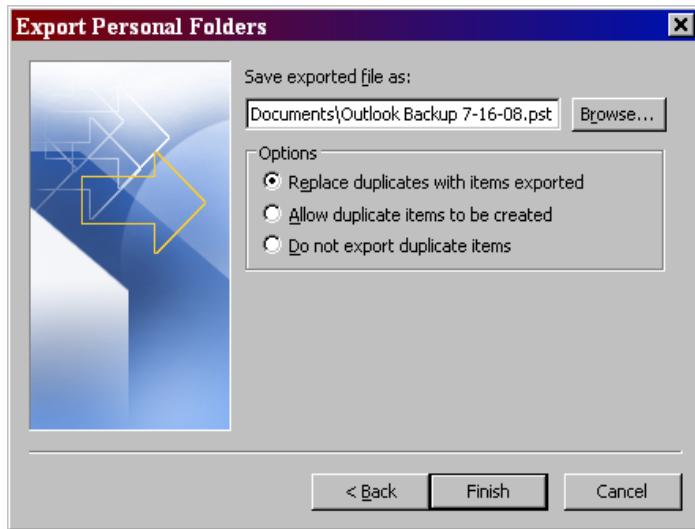 Export Personal Folders
Save exported file as:
Documents\Outlook Backup 7-16-08.pst
Browse...
Options
Replace duplicates with items exported
Allow duplicate items to be created
Do not export duplicate items
< Back
Finish
Cancel